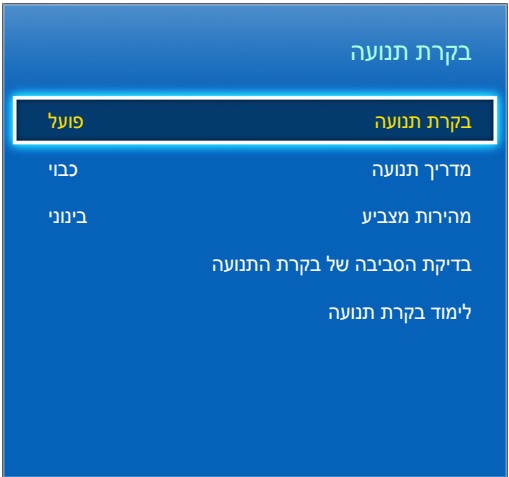 בקרת תנועה
בקרת תנועה פועל
מדריך תנועה כבוי
מהירות מצביע בינוני
בדיקת הסביבה של בקרת התנועה
לימוד בקרת תנועה